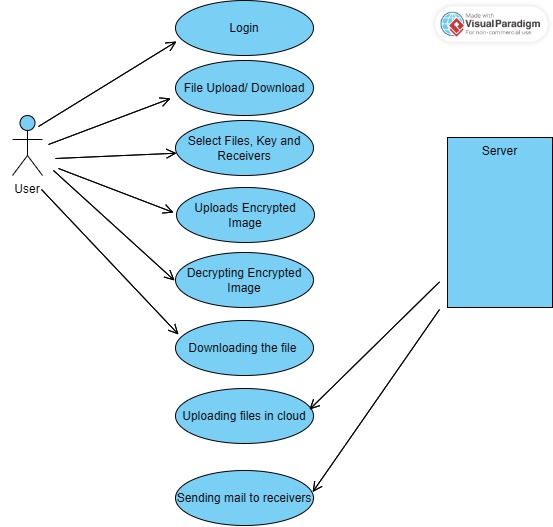 Made with
Visual Paradigm
For non-commercial use
Login
File Upload/ Download
Select Files, Key and
Receivers
Server
User
Uploads Encrypted
Image
Decrypting Encrypted
Image
Downloading the file
Uploading files in cloud
Sending mail to receivers